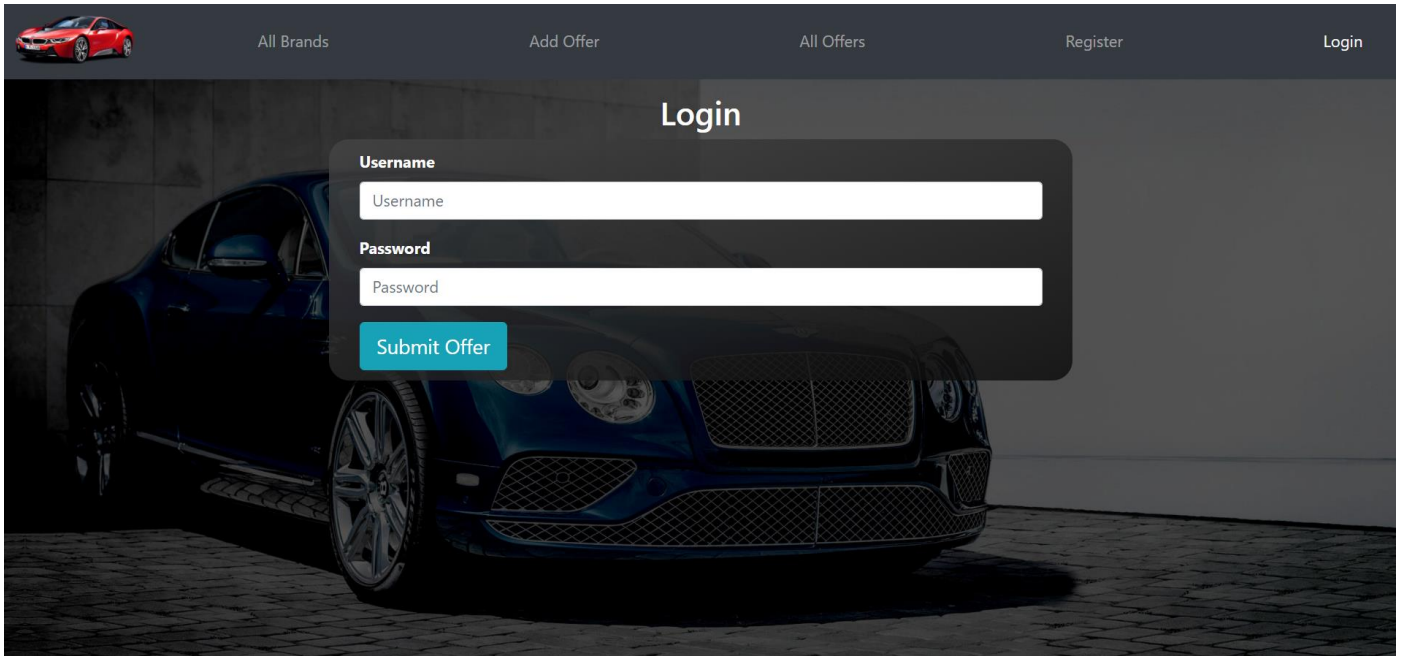 All Brands Add Offer All Offers Register Login
Login
Username
Username
Password
Password
Submit Offer